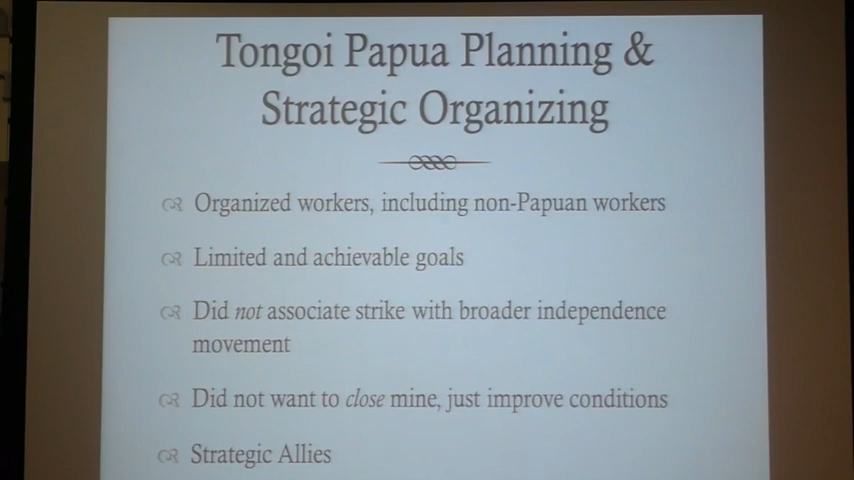 Tongoi Papua Planning &
Strategic Organizing
Organized workers, including non-Papuan workers
Limited and achievable goals
Did not associate strike with broader independence
movement
Did not want to close mine, just improve conditions
Strategic Allies